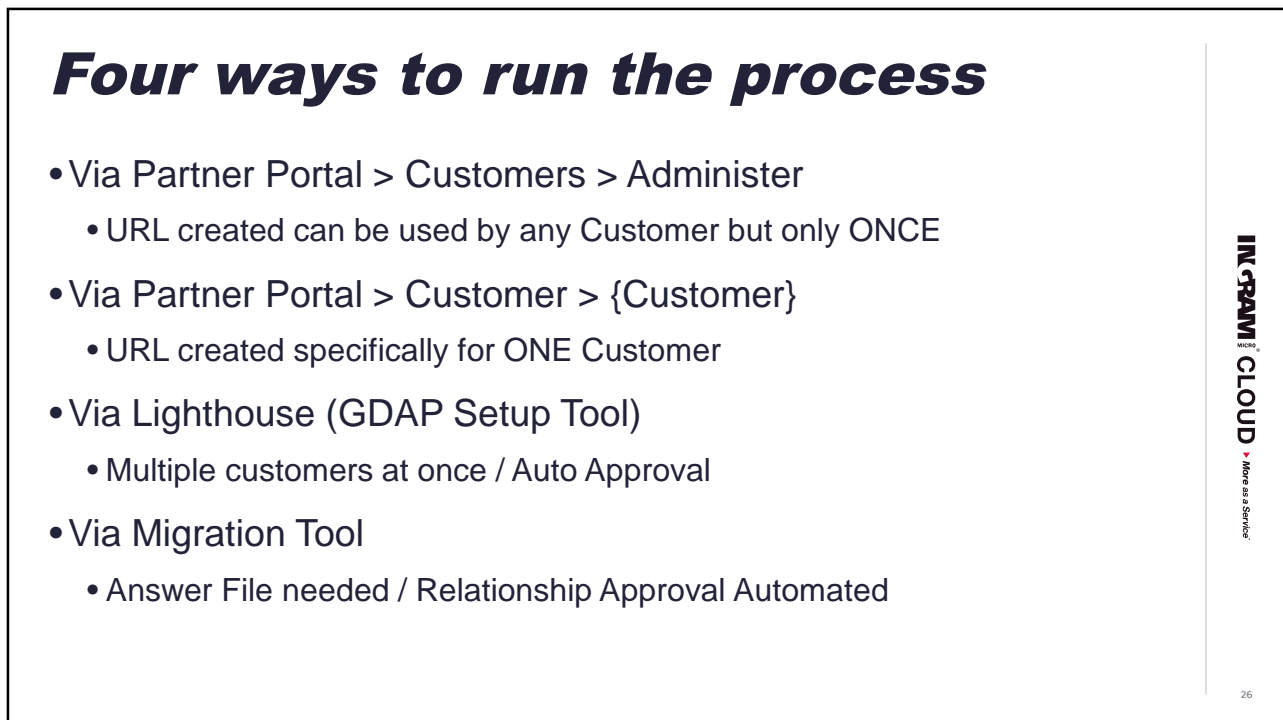 Four ways to run the process
• Via Partner Portal > Customers > Administer
• URL created can be used by any Customer but only ONCE
• Via Partner Portal > Customer > {Customer}
• URL created specifically for ONE Customer
• Via Lighthouse (GDAP Setup Tool)
• Multiple customers at once / Auto Approval
• Via Migration Tool
• Answer File needed / Relationship Approval Automated
INGRAM MICRO® CLOUD More as a Service
26